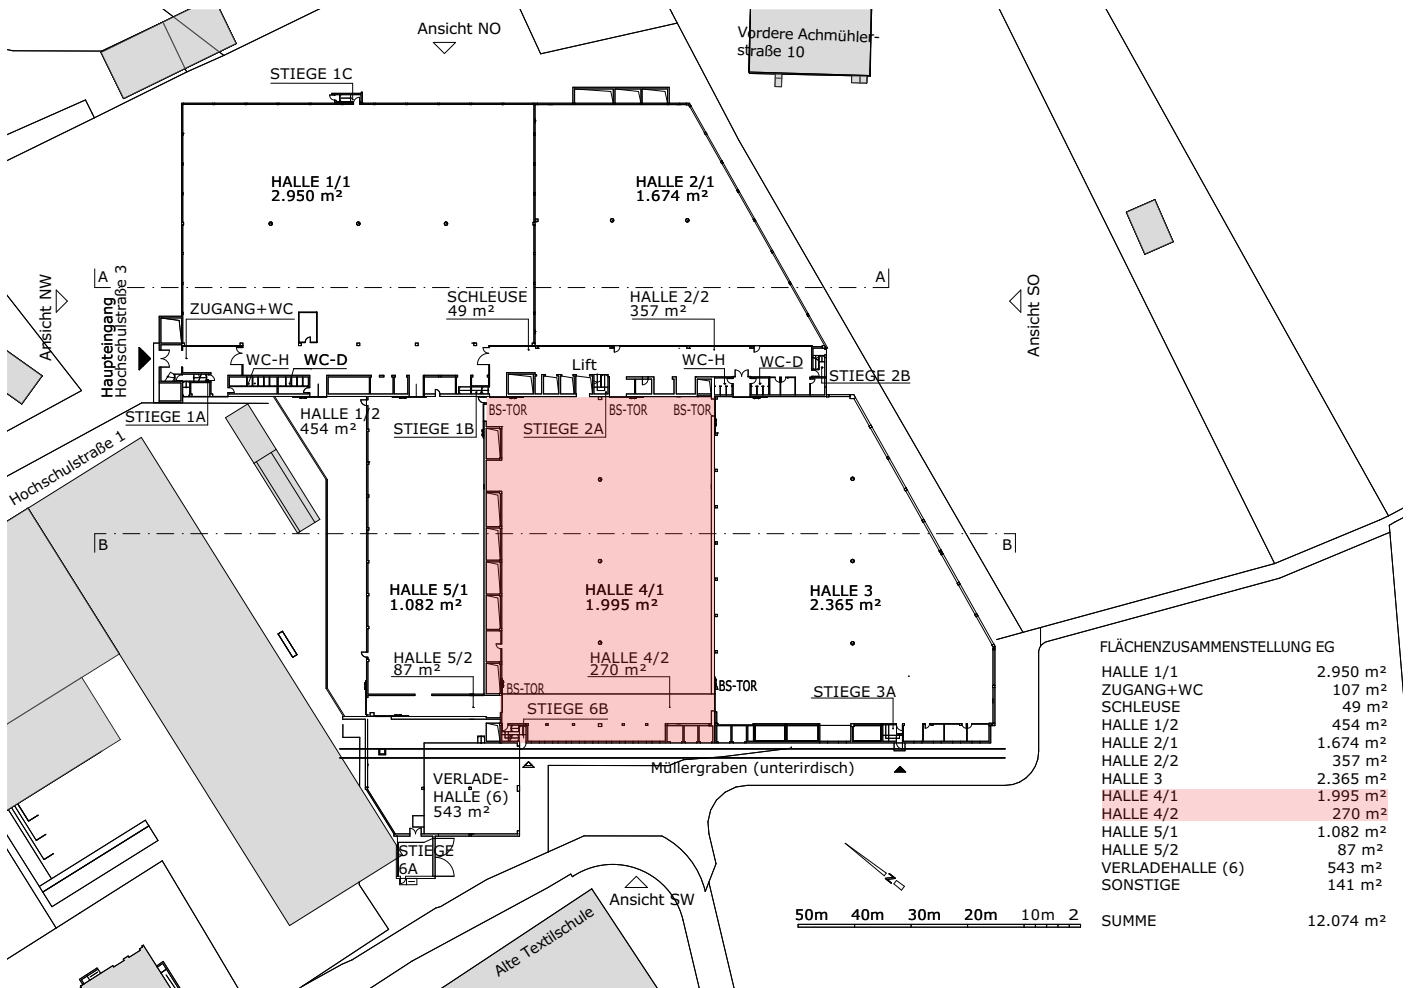 Ansicht NO
Vordere Achmühler-
straße 10
STIEGE 1C
HALLE 1/1
2.950 m²
HALLE 2/1
1.674 m²
A
A
Ansicht NW
Haupteingang
Hochschulstraße 3
Ansicht SO
ZUGANG+WC
SCHLEUSE
49 m²
HALLE 2/2
357 m²
WC-H
WC-D
Lift
WC-H
WC-D
STIEGE 2B
STIEGE 1A
HALLE 1/2
454 m²
STIEGE 1B
BS-TOR
BS-TOR
BS-TOR
STIEGE 2A
Hochschulstraße 1
B
B
HALLE 5/1
1.082 m²
HALLE 4/1
1.995 m²
HALLE 3
2.365 m²
HALLE 5/2
87 m²
HALLE 4/2
270 m²
BS-TOR
BS-TOR
STIEGE 3A
STIEGE 6B
Müllergraben (unterirdisch)
VERLADE-
HALLE (6)
543 m²
STIEGE
6A
Ansicht SW
Alte Textilschule
N
50m 40m 30m 20m 10m 2
FLÄCHENZUSAMMENSTELLUNG EG
HALLE 1/1 2.950 m²
ZUGANG+WC 107 m²
SCHLEUSE 49 m²
HALLE 1/2 454 m²
HALLE 2/1 1.674 m²
HALLE 2/2 357 m²
HALLE 3 2.365 m²
HALLE 4/1 1.995 m²
HALLE 4/2 270 m²
HALLE 5/1 1.082 m²
HALLE 5/2 87 m²
VERLADEHALLE (6) 543 m²
SONSTIGE 141 m²
SUMME 12.074 m²